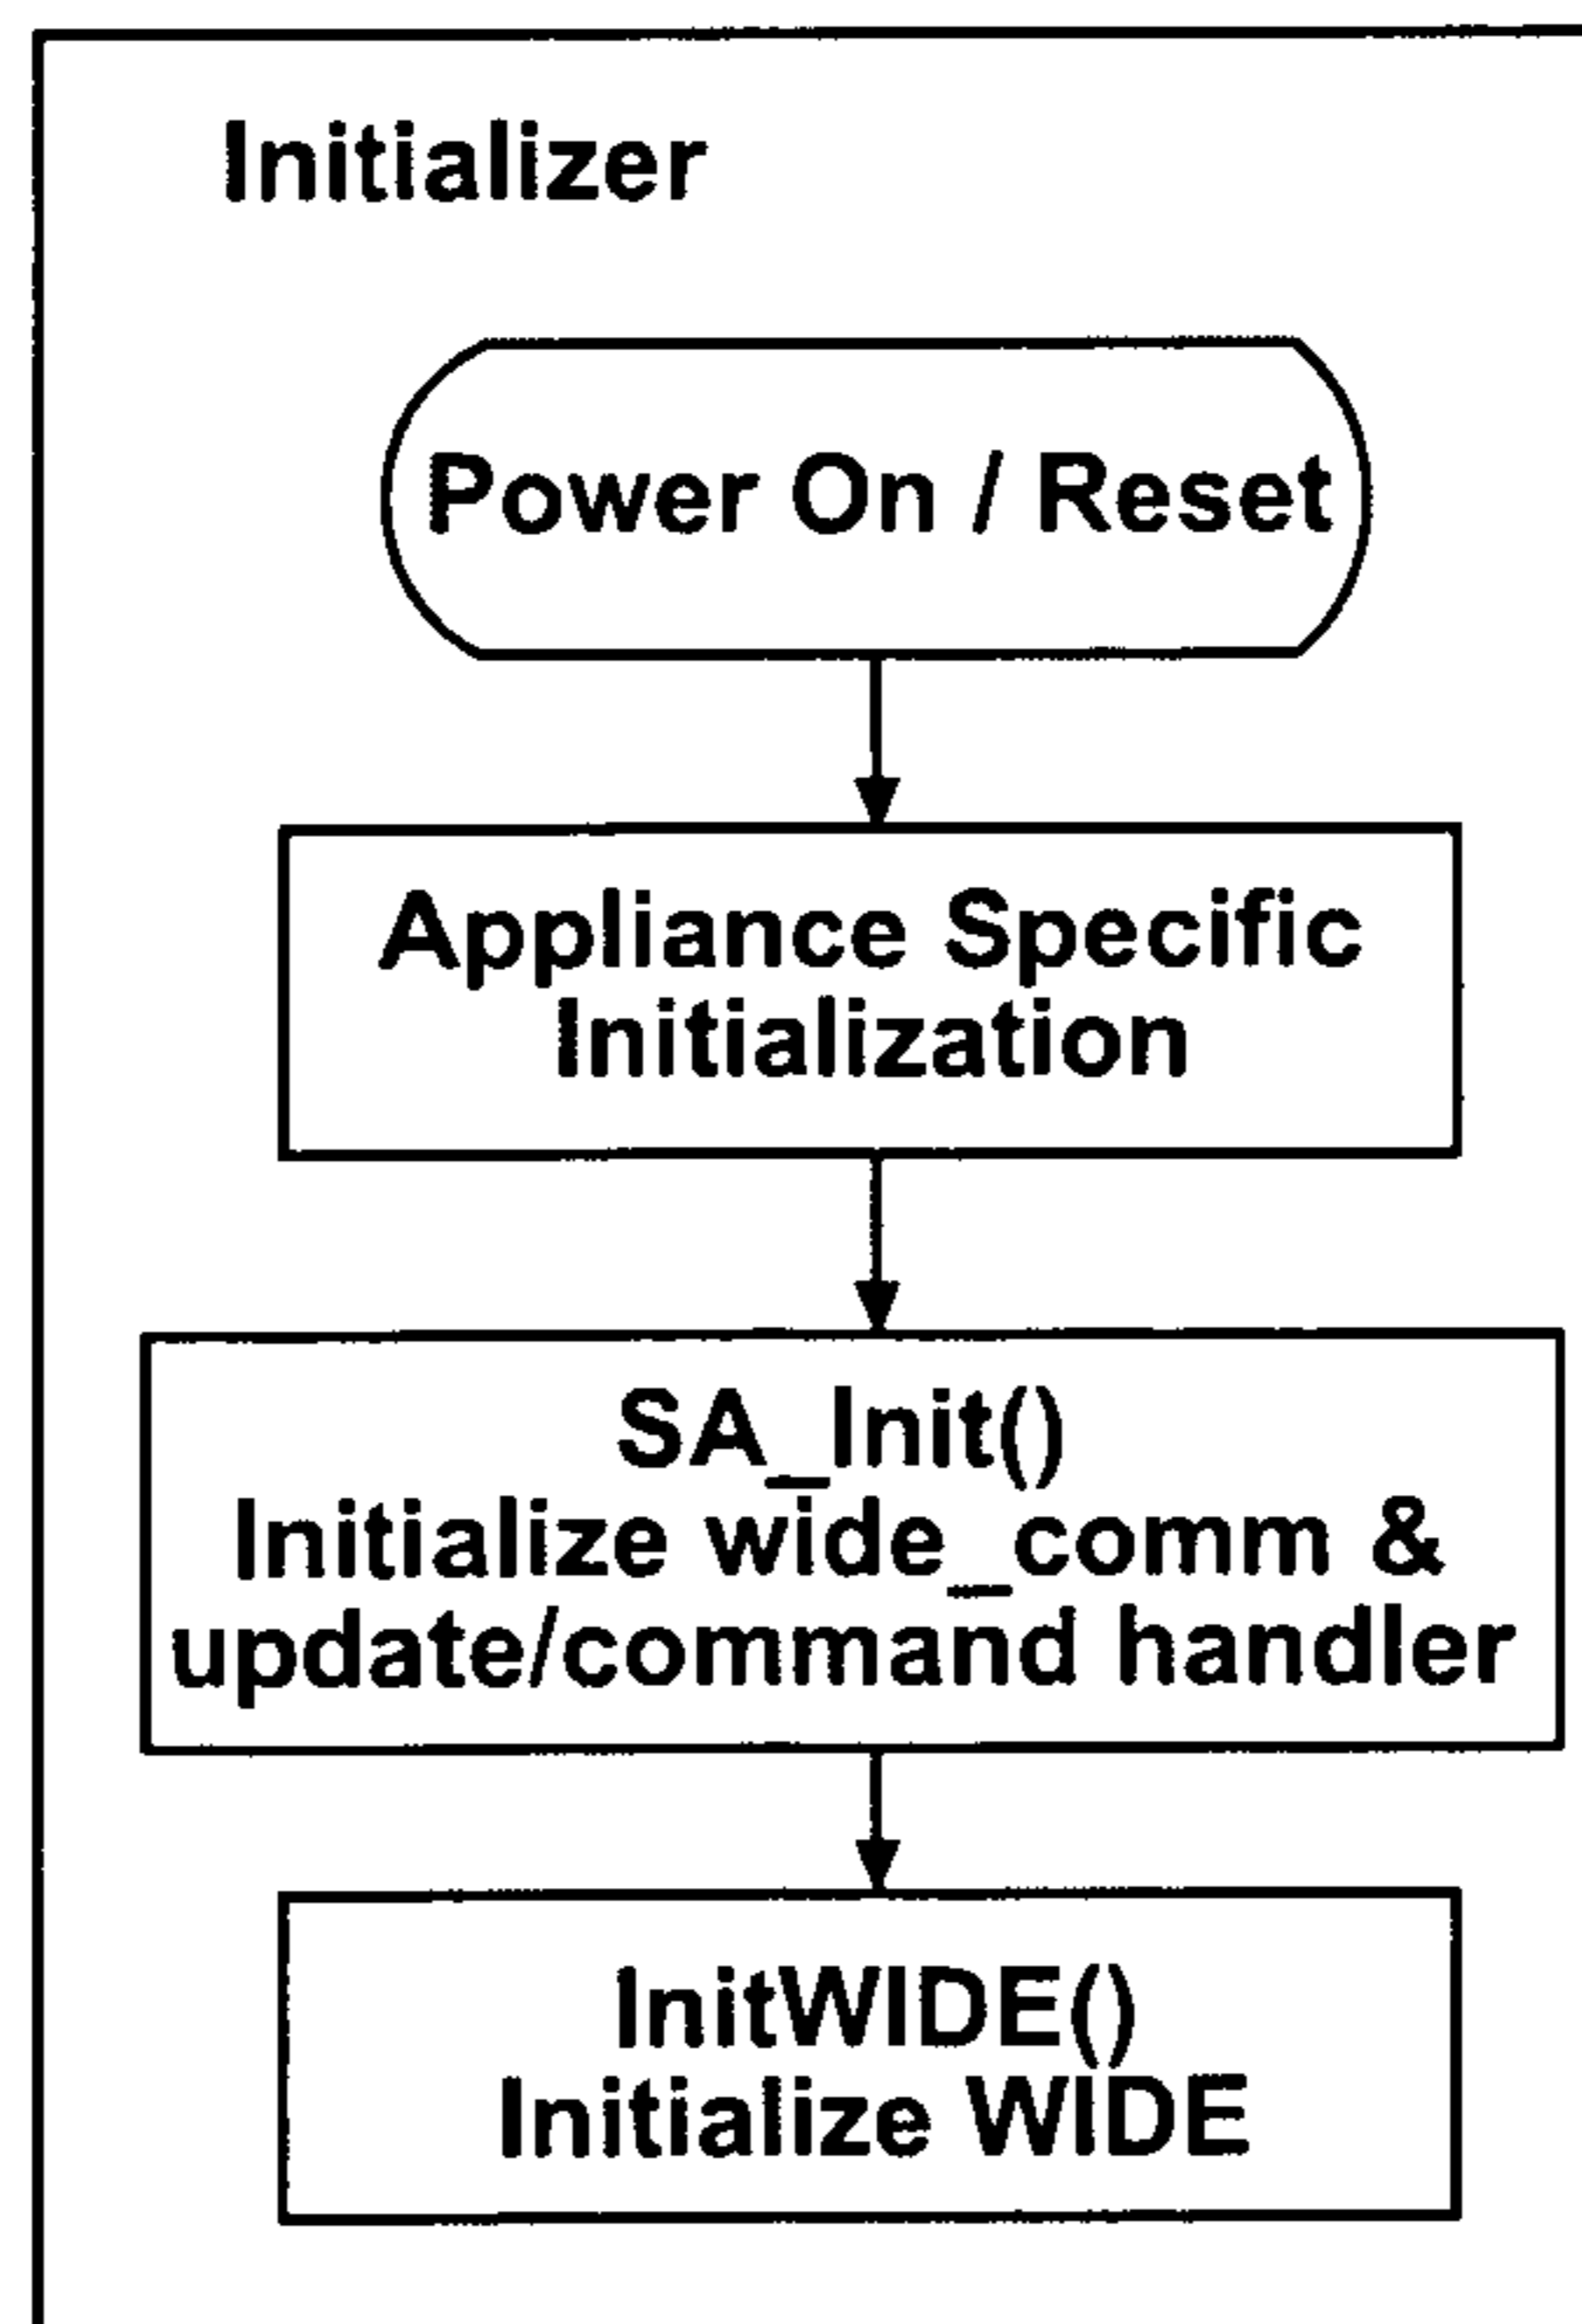 Initializer
Power On / Reset
Appliance Specific
Initialization
SA_Init()
Initialize wide_comm &
update/command handler
InitWIDE()
Initialize WIDE